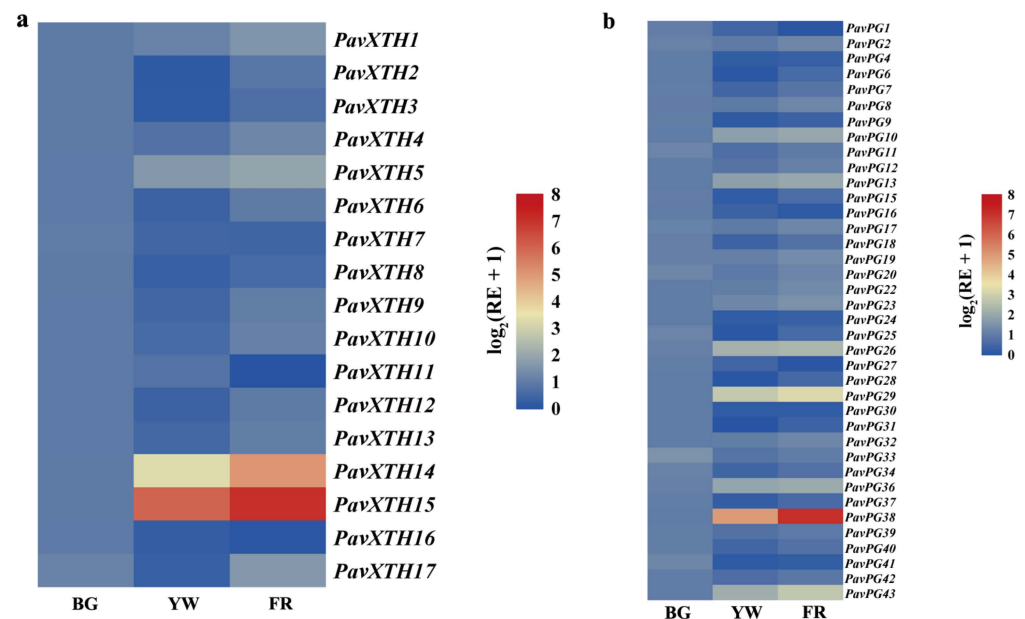 a
PavXTH1
PavXTH2
PavXTH3
PavXTH4
PavXTH5
PavXTH6
PavXTH7
PavXTH8
PavXTH9
PavXTH10
PavXTH11
PavXTH12
PavXTH13
PavXTH14
PavXTH15
PavXTH16
PavXTH17
BG YW FR
log₂(RE + 1)
8
7
6
5
4
3
2
1
0
b
PavPG1
PavPG2
PavPG4
PavPG6
PavPG7
PavPG8
PavPG9
PavPG10
PavPG11
PavPG12
PavPG13
PavPG15
PavPG16
PavPG17
PavPG18
PavPG19
PavPG20
PavPG22
PavPG23
PavPG24
PavPG25
PavPG26
PavPG27
PavPG28
PavPG29
PavPG30
PavPG31
PavPG32
PavPG33
PavPG34
PavPG36
PavPG37
PavPG38
PavPG39
PavPG40
PavPG41
PavPG42
PavPG43
BG YW FR
log₂(RE + 1)
8
7
6
5
4
3
2
1
0